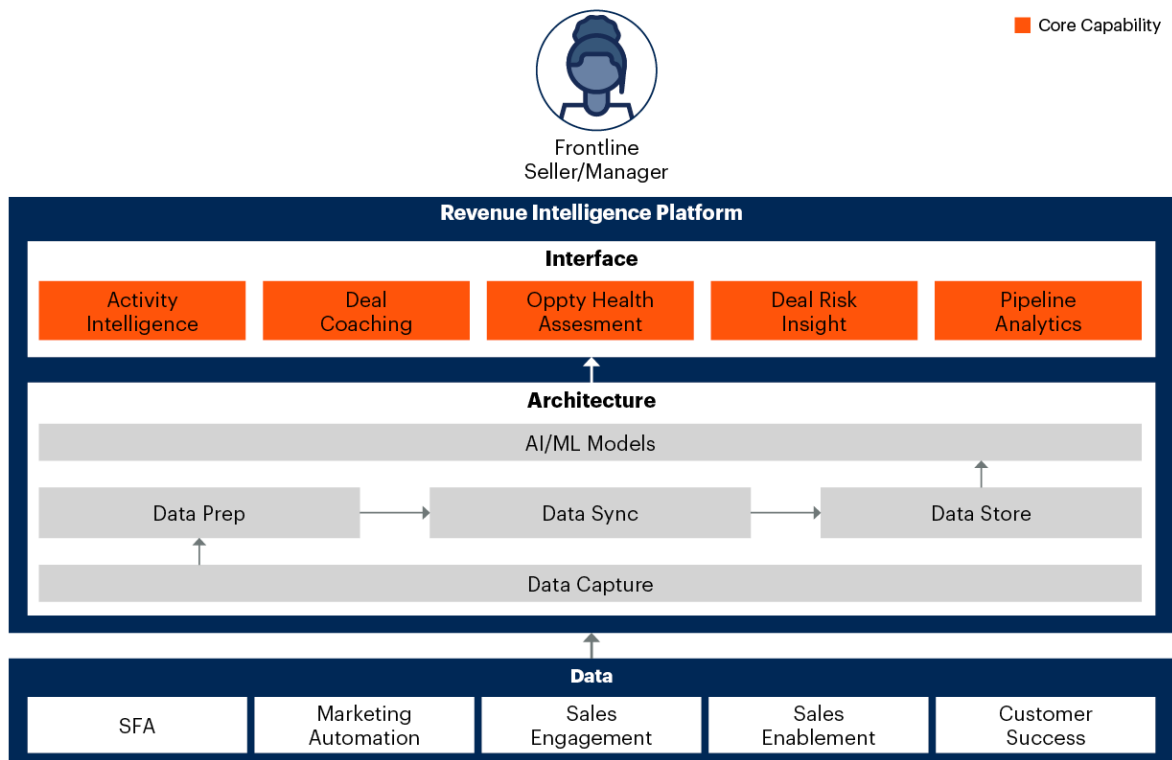 Core Capability
Frontline
Seller/Manager
Revenue Intelligence Platform
Interface
Activity
Intelligence
Deal
Coaching
Oppty Health
Assesment
Deal Risk
Insight
Pipeline
Analytics
Architecture
AI/ML Models
Data Prep
Data Sync
Data Store
Data Capture
Data
SFA
Marketing
Automation
Sales
Engagement
Sales
Enablement
Customer
Success